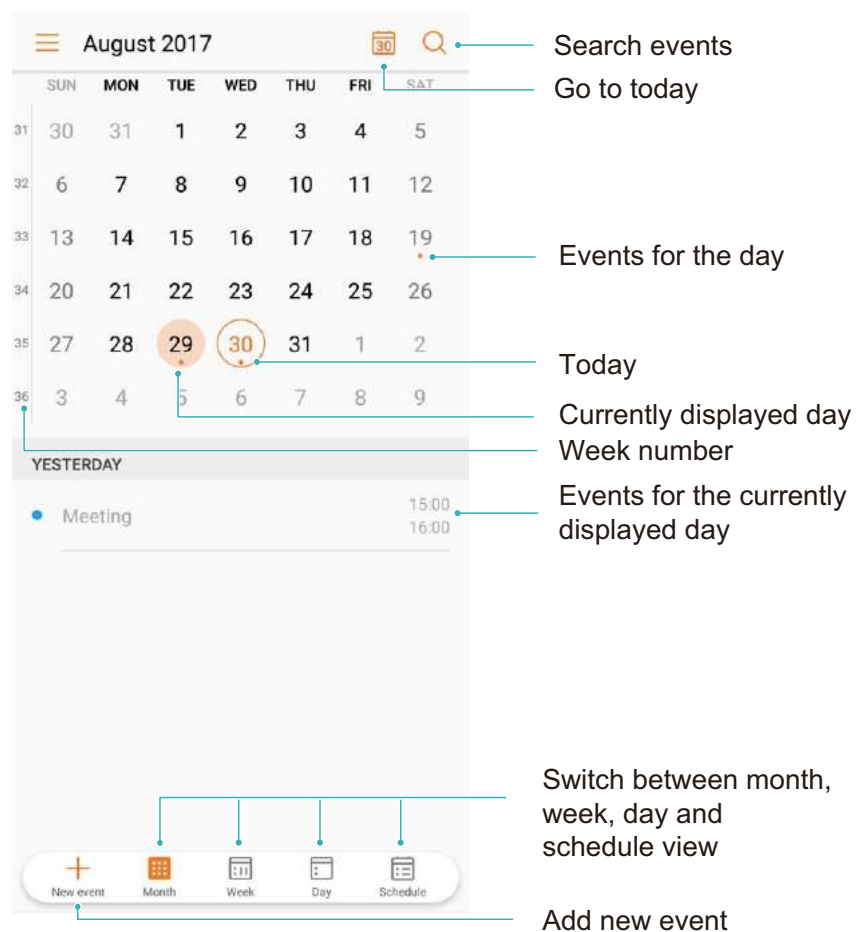 August 2017
30
Search events
Go to today
SUN MON TUE WED THU FRI SAT
31 30 31 1 2 3 4 5
32 6 7 8 9 10 11 12
33 13 14 15 16 17 18 19
Events for the day
34 20 21 22 23 24 25 26
35 27 28 29 30 31 1 2
Today
36 3 4 5 6 7 8 9
Currently displayed day
Week number
YESTERDAY
Meeting
15:00
16:00
Events for the currently
displayed day
Switch between month,
week, day and
schedule view
New event Month Week Day Schedule
Add new event